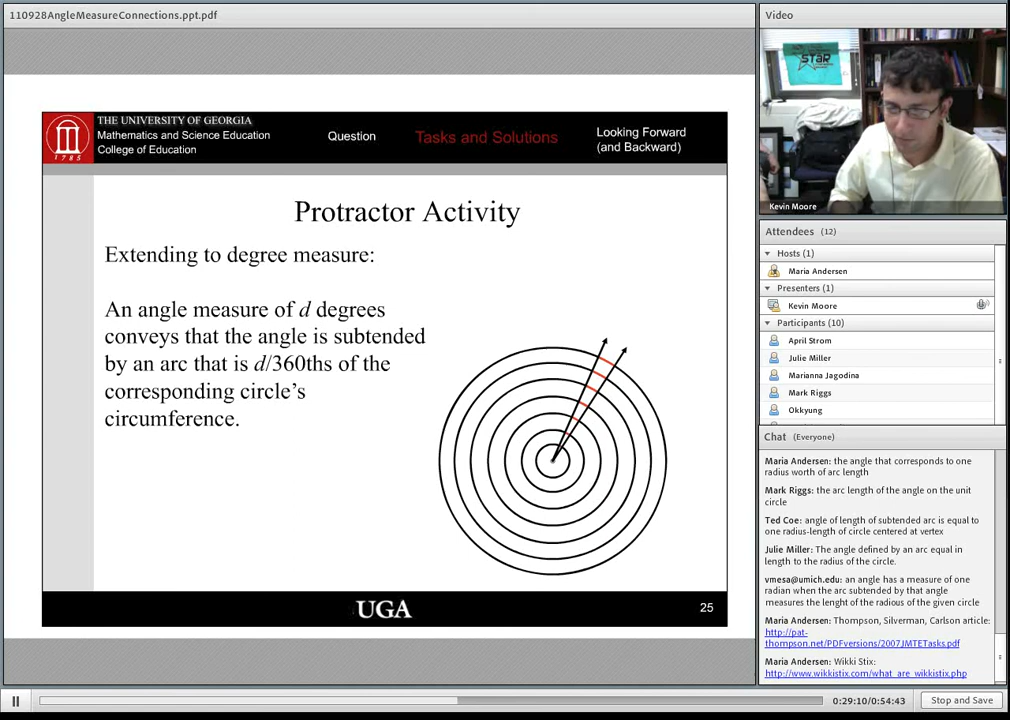 110928AngleMeasureConnections.ppt.pdf
THE UNIVERSITY OF GEORGIA
Mathematics and Science Education
College of Education
1785
Question
Tasks and Solutions
Looking Forward
(and Backward)
Protractor Activity
Extending to degree measure:
An angle measure of d degrees
conveys that the angle is subtended
by an arc that is d/360ths of the
corresponding circle's
circumference.
UGA
25
Video
STaR
Kevin Moore
Attendees (12)
Hosts (1)
Maria Andersen
Presenters (1)
Kevin Moore
Participants (10)
April Strom
Julie Miller
Marianna Jagodina
Mark Riggs
Okkyung
Chat (Everyone)
Maria Andersen: the angle that corresponds to one
radius worth of arc length
Mark Riggs: the arc length of the angle on the unit
circle
Ted Coe: angle of length of subtended arc is equal to
one radius-length of circle centered at vertex
Julie Miller: The angle defined by an arc equal in
length to the radius of the circle.
vmesa@umich.edu: an angle has a measure of one
radian when the arc subtended by that angle
measures the lenght of the radious of the given circle
Maria Andersen: Thompson, Silverman, Carlson article:
http://pat-
thompson.net/PDFversions/2007JMTETasks.pdf
Maria Andersen: Wikki Stix:
http://www.wikkistix.com/what_are_wikkistix.php
0:29:10/0:54:43
Stop and Save